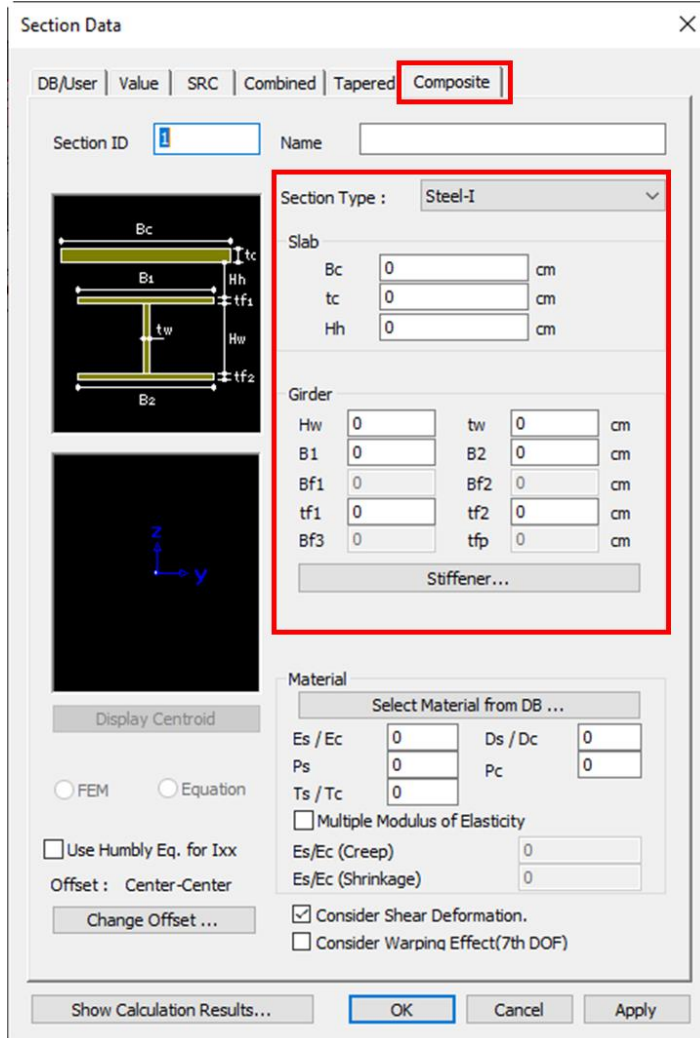 Section Data
DB/User Value SRC Combined Tapered Composite
Section ID 1 Name
Section Type : Steel-I
Bc
tc
B1
Hh
tf1
tw
Hw
tf2
B2
Slab
Bc 0 cm
tc 0 cm
Hh 0 cm
Girder
Hw 0 tw 0 cm
B1 0 B2 0 cm
Bf1 0 Bf2 0 cm
tf1 0 tf2 0 cm
Bf3 0 tfp 0 cm
Stiffener...
z
y
Display Centroid
FEM Equation
Use Humbly Eq. for Ixx
Offset : Center-Center
Change Offset ...
Material
Select Material from DB ...
Es / Ec 0 Ds / Dc 0
Ps 0 Pc 0
Ts / Tc 0
Multiple Modulus of Elasticity
Es/Ec (Creep) 0
Es/Ec (Shrinkage) 0
Consider Shear Deformation.
Consider Warping Effect(7th DOF)
Show Calculation Results... OK Cancel Apply